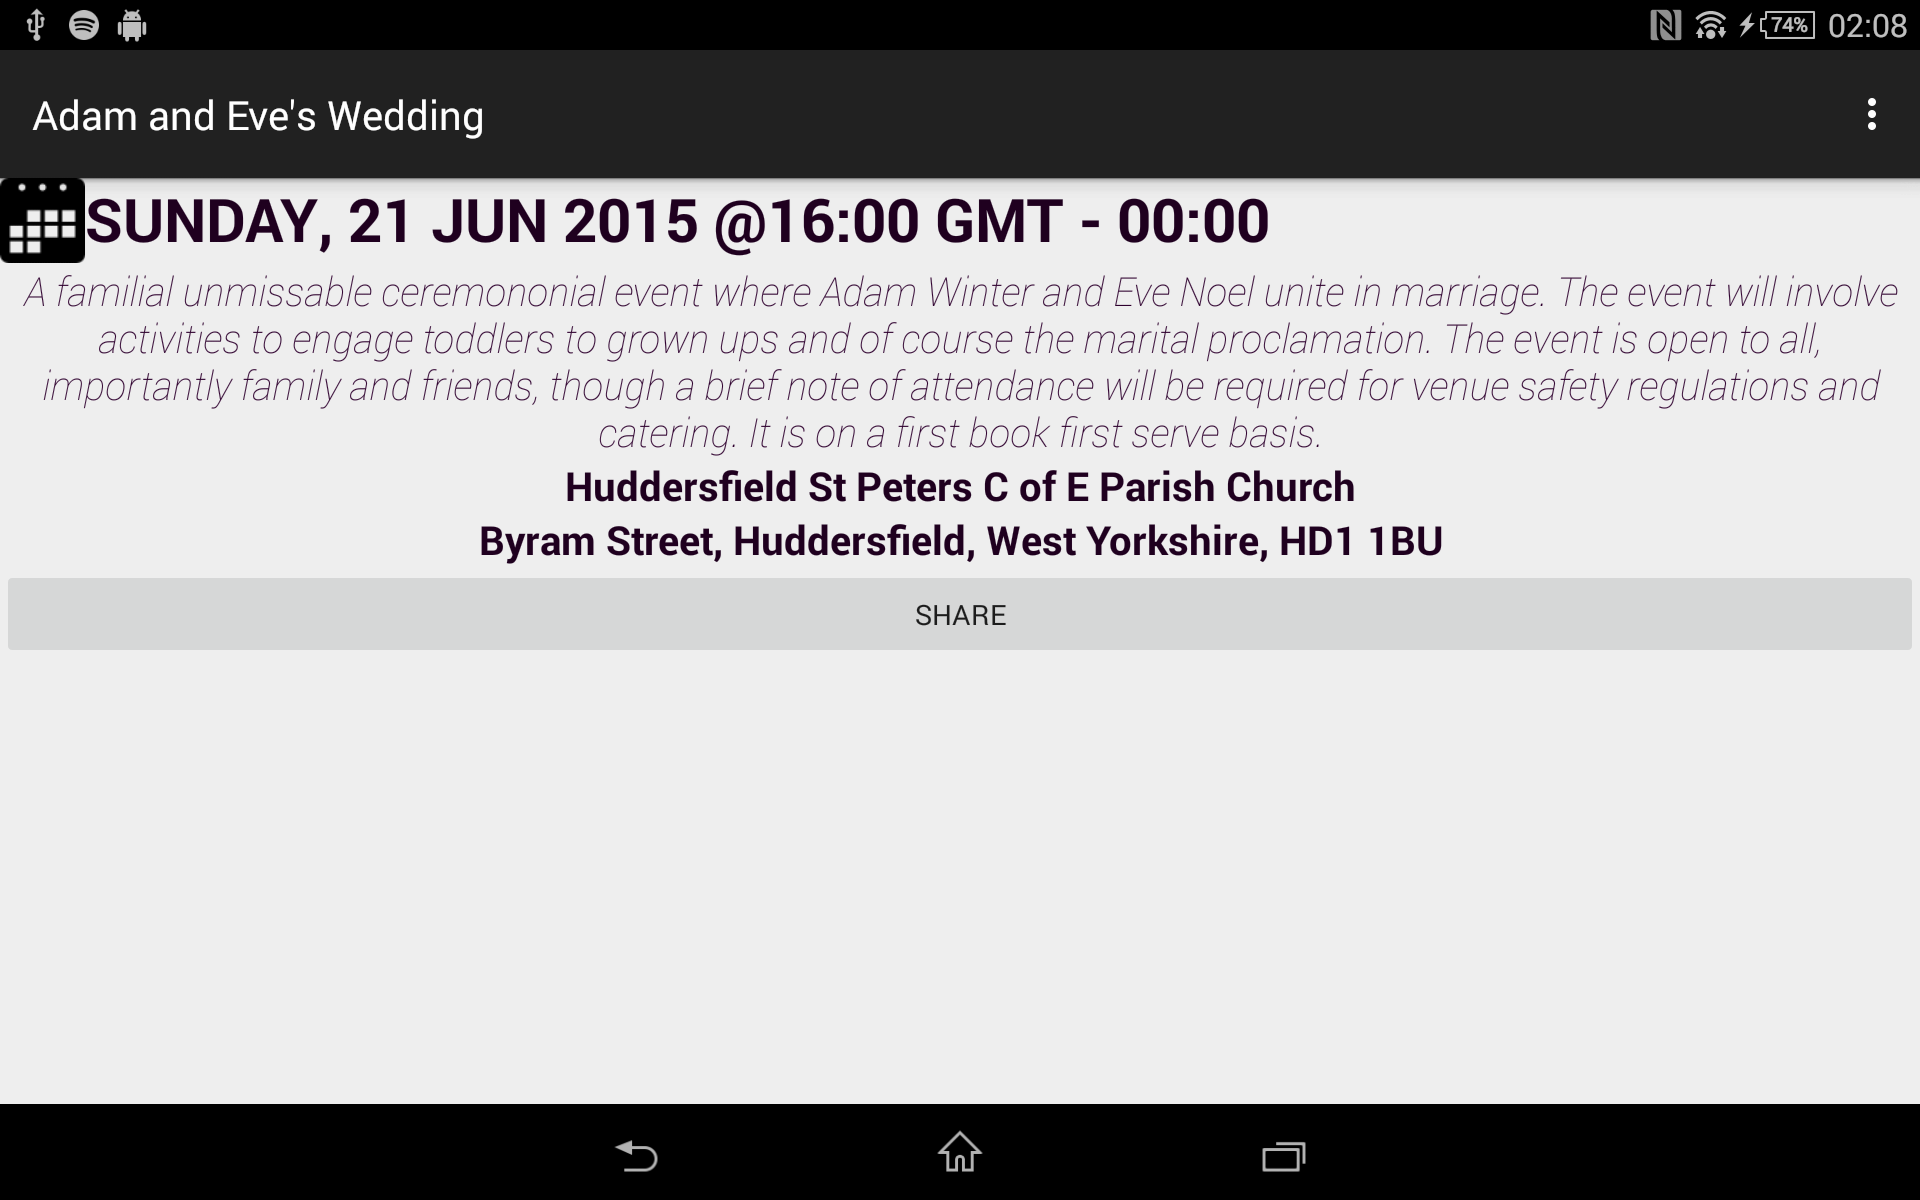 74% 02:08
Adam and Eve's Wedding
SUNDAY, 21 JUN 2015 @16:00 GMT - 00:00
A familial unmissable ceremononial event where Adam Winter and Eve Noel unite in marriage. The event will involve
activities to engage toddlers to grown ups and of course the marital proclamation. The event is open to all,
importantly family and friends, though a brief note of attendance will be required for venue safety regulations and
catering. It is on a first book first serve basis.
Huddersfield St Peters C of E Parish Church
Byram Street, Huddersfield, West Yorkshire, HD1 1BU
SHARE